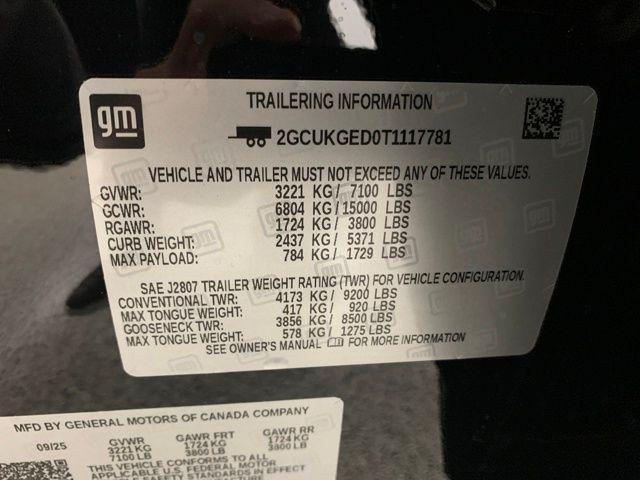 gm
TRAILERING INFORMATION
2GCUKGED0T1117781
VEHICLE AND TRAILER MUST NOT EXCEED ANY OF THESE VALUES.
GVWR: 3221 KG / 7100 LBS
GCWR: 6804 KG / 15000 LBS
RGAWR: 1724 KG / 3800 LBS
CURB WEIGHT: 2437 KG / 5371 LBS
MAX PAYLOAD: 784 KG / 1729 LBS
SAE J2807 TRAILER WEIGHT RATING (TWR) FOR VEHICLE CONFIGURATION.
CONVENTIONAL TWR: 4173 KG / 9200 LBS
MAX TONGUE WEIGHT: 417 KG / 920 LBS
GOOSENECK TWR: 3856 KG / 8500 LBS
MAX TONGUE WEIGHT: 578 KG / 1275 LBS
SEE OWNER'S MANUAL FOR MORE INFORMATION
MFD BY GENERAL MOTORS OF CANADA COMPANY
09/25 GVWR GAWR FRT GAWR RR
3221 KG 1724 KG 1724 KG
7100 LB 3800 LB 3800 LB
THIS VEHICLE CONFORMS TO ALL
APPLICABLE U.S. FEDERAL MOTOR
VEHICLE SAFETY STANDARDS IN EFFECT